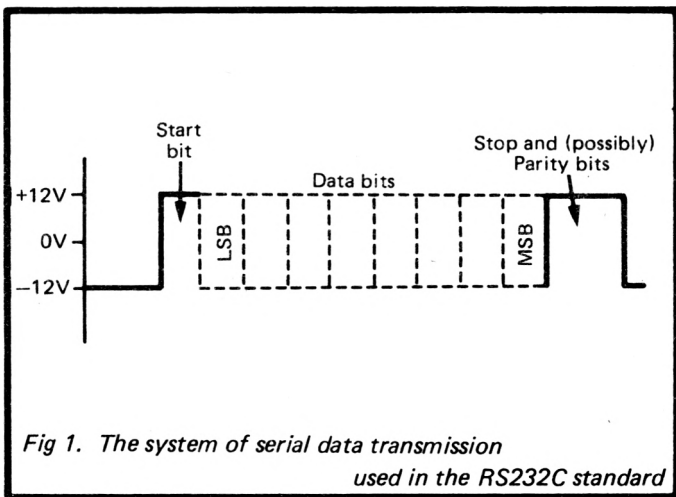 Start
bit
Stop and (possibly)
Parity bits
+12V
Data bits
0V
LSB
MSB
−12V
Fig 1. The system of serial data transmission
used in the RS232C standard